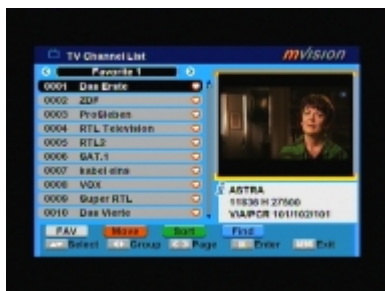 TV Channel List
mvision
Favorite 1
0001 Das Erste
0002 ZDF
0003 ProSieben
0004 RTL Television
0005 RTL2
0006 SAT.1
0007 kabel eins
0008 VOX
0009 Super RTL
0010 Das Vierte
ASTRA
11836 H 27500
VIA/PCR 101/102/101
FAV Move Sort Find
Select Group Page Enter Exit